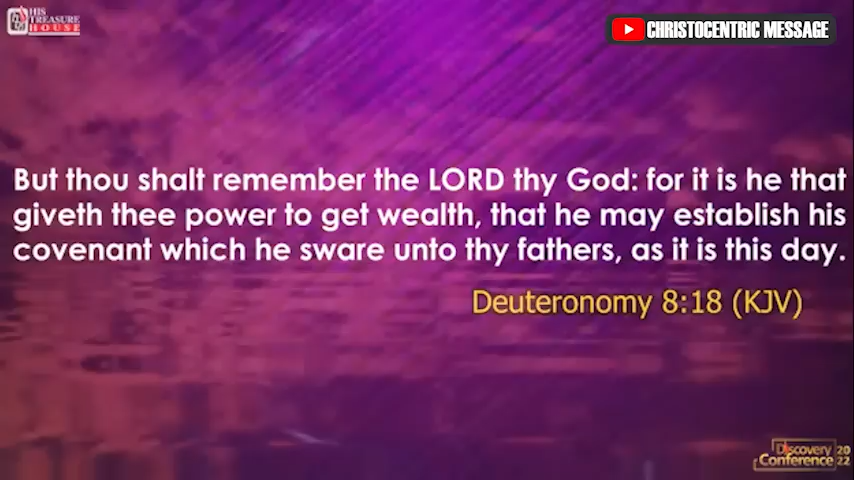 HIS
TREASURE
HOUSE
CHRISTOCENTRIC MESSAGE
But thou shalt remember the LORD thy God: for it is he that
giveth thee power to get wealth, that he may establish his
covenant which he sware unto thy fathers, as it is this day.
Deuteronomy 8:18 (KJV)
Discovery 20
Conference 22